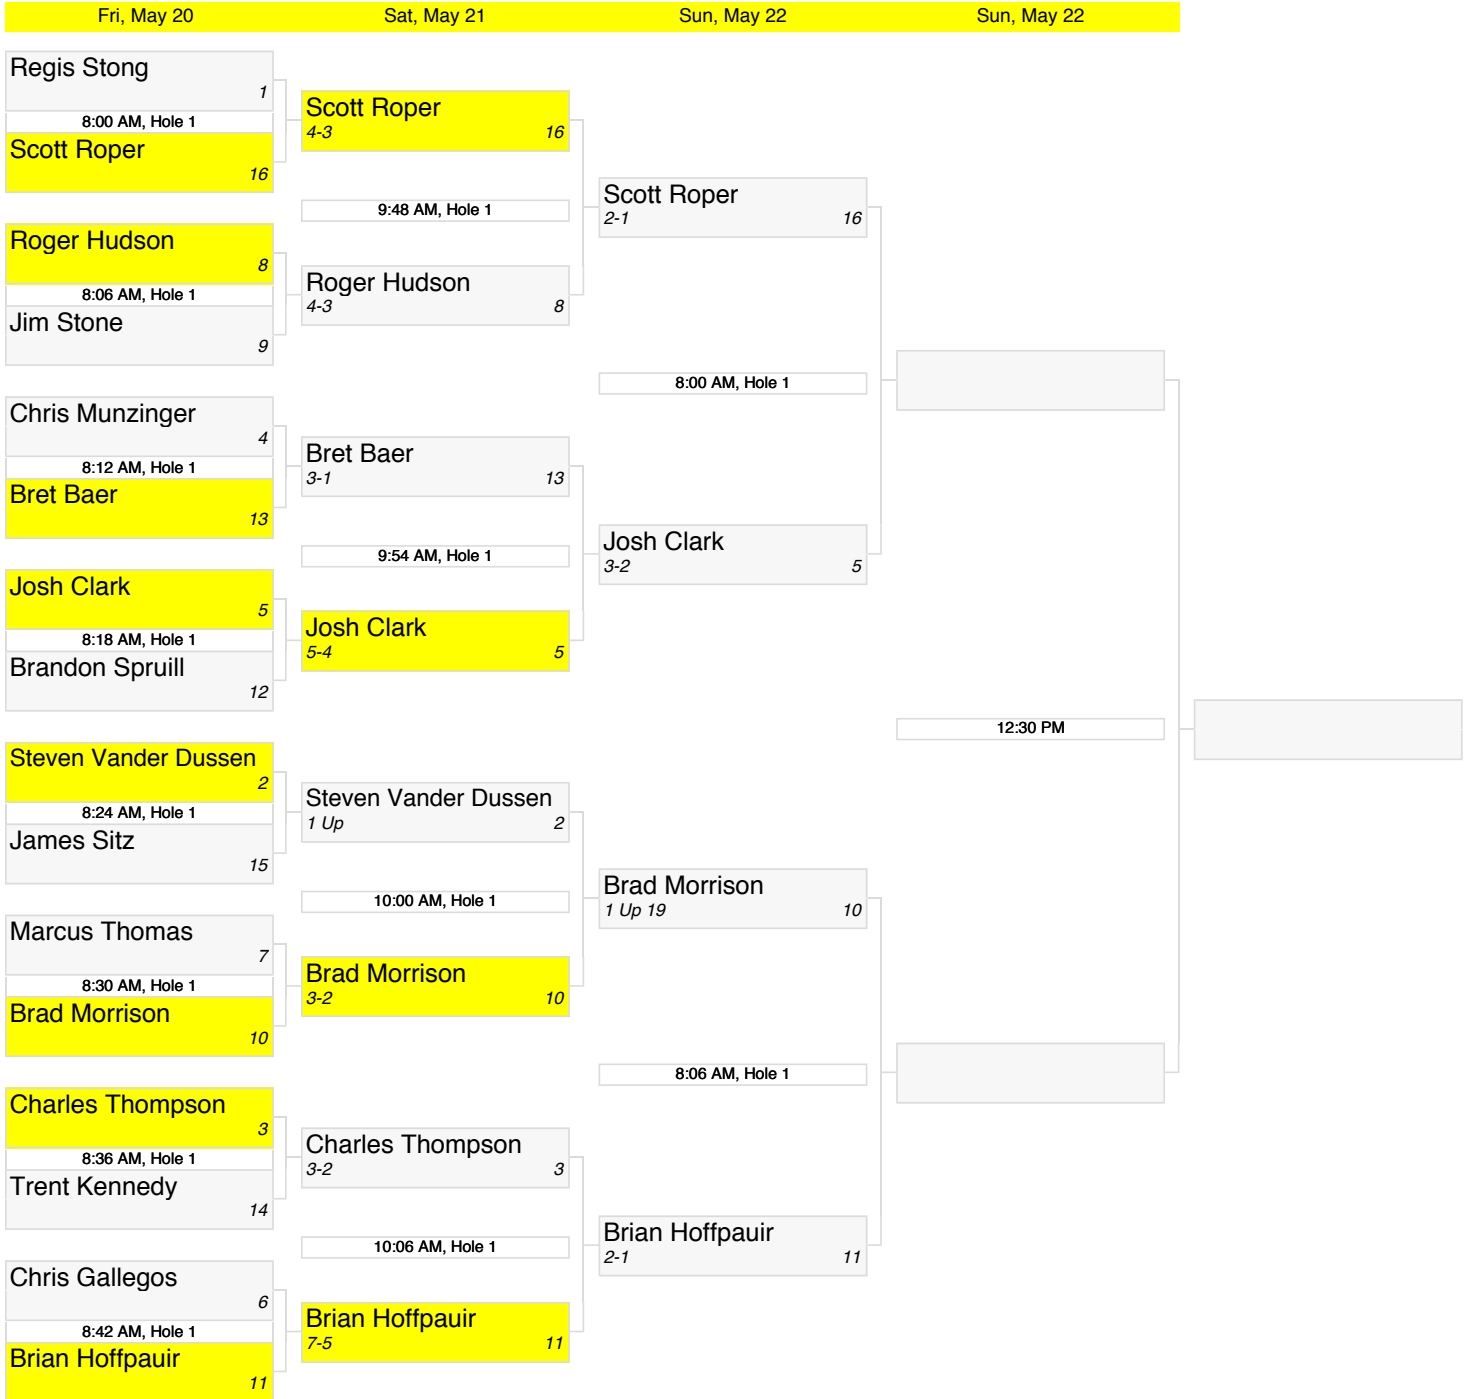 Fri, May 20
Sat, May 21
Sun, May 22
Sun, May 22
Regis Stong
1
8:00 AM, Hole 1
Scott Roper
16
Roger Hudson
8
8:06 AM, Hole 1
Jim Stone
9
Chris Munzinger
4
8:12 AM, Hole 1
Bret Baer
13
Josh Clark
5
8:18 AM, Hole 1
Brandon Spruill
12
Steven Vander Dussen
2
8:24 AM, Hole 1
James Sitz
15
Marcus Thomas
7
8:30 AM, Hole 1
Brad Morrison
10
Charles Thompson
3
8:36 AM, Hole 1
Trent Kennedy
14
Chris Gallegos
6
8:42 AM, Hole 1
Brian Hoffpauir
11
Scott Roper
4-3 16
9:48 AM, Hole 1
Roger Hudson
4-3 8
Bret Baer
3-1 13
9:54 AM, Hole 1
Josh Clark
5-4 5
Steven Vander Dussen
1 Up 2
10:00 AM, Hole 1
Brad Morrison
3-2 10
Charles Thompson
3-2 3
10:06 AM, Hole 1
Brian Hoffpauir
7-5 11
Scott Roper
2-1 16
8:00 AM, Hole 1
Josh Clark
3-2 5
Brad Morrison
1 Up 19 10
8:06 AM, Hole 1
Brian Hoffpauir
2-1 11
12:30 PM